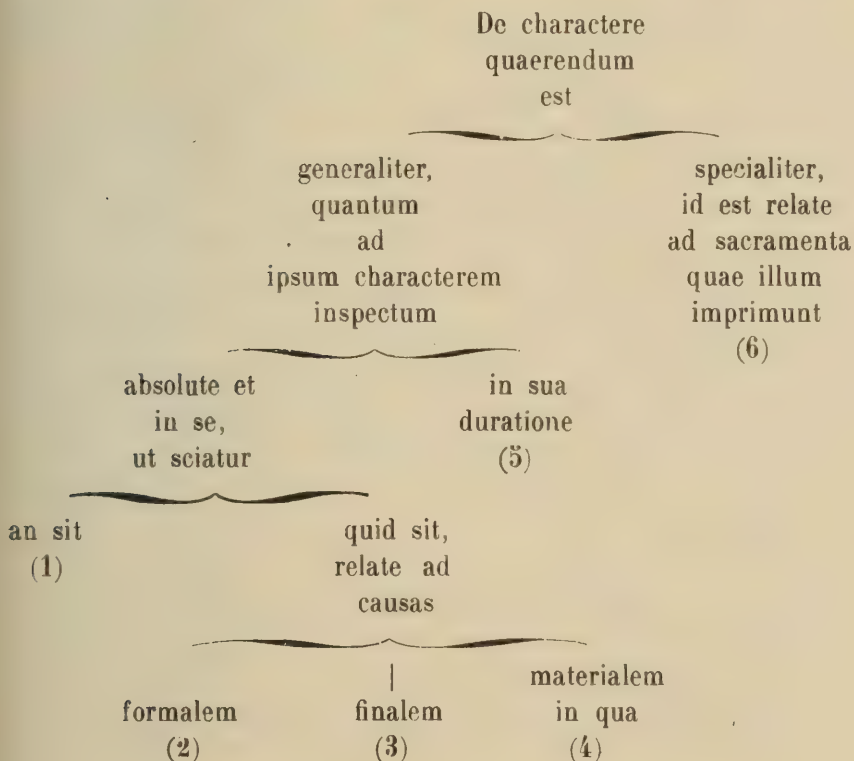 De charactere
quaerendum
est
generaliter,
quantum
ad
ipsum characterem
inspectum
specialiter,
id est relate
ad sacramenta
quae illum
imprimunt
(6)
absolute et
in se,
ut sciatur
in sua
duratione
(5)
an sit
(1)
quid sit,
relate ad
causas
formalem
(2)
finalem
(3)
materialem
in qua
(4)